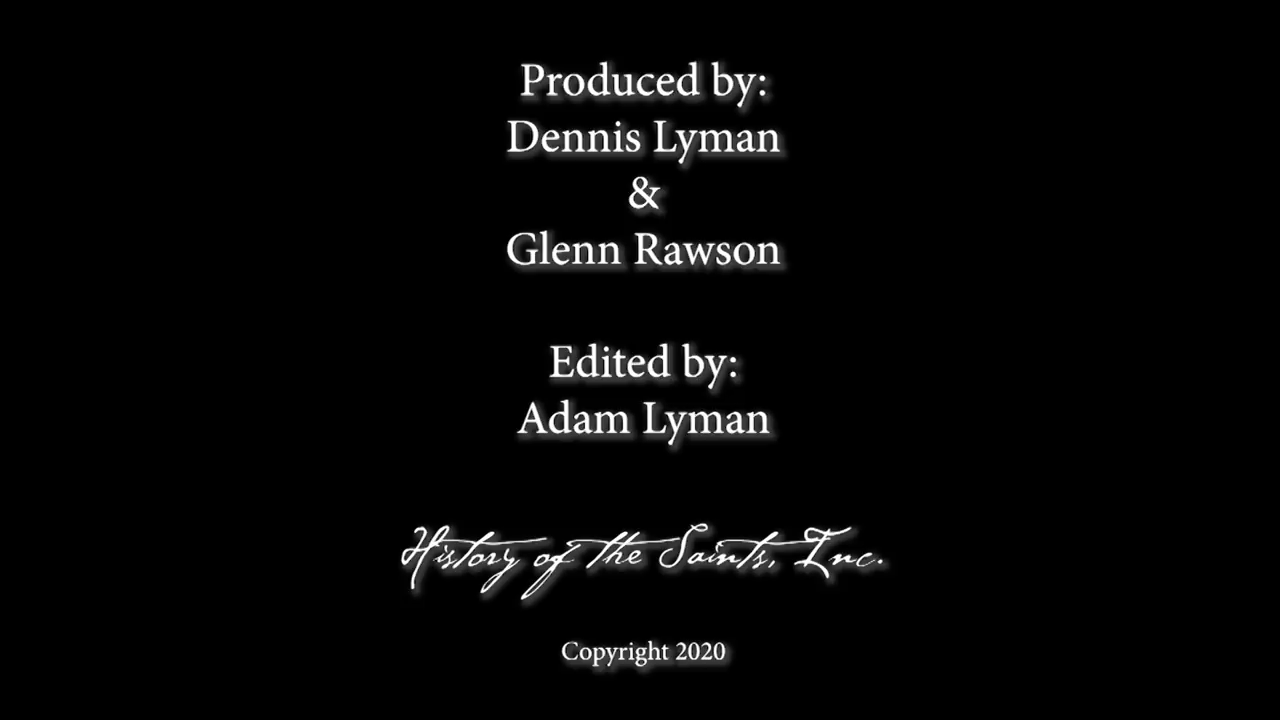 Produced by:
Dennis Lyman
&
Glenn Rawson
Edited by:
Adam Lyman
History of the Saints, Inc.
Copyright 2020